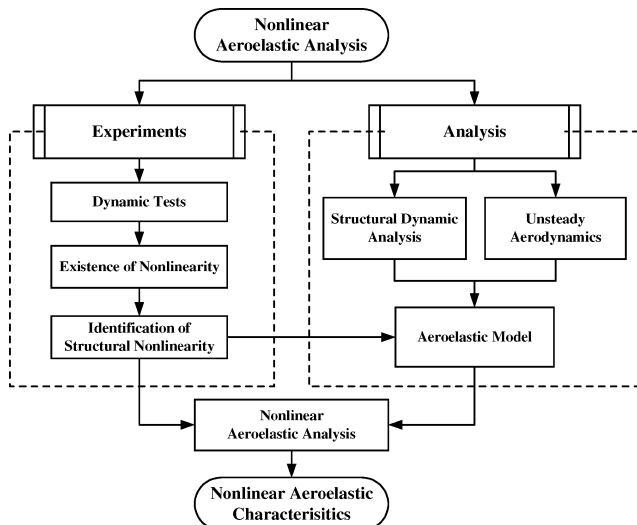 Nonlinear
Aeroelastic Analysis
Experiments
Analysis
Dynamic Tests
Structural Dynamic
Analysis
Unsteady
Aerodynamics
Existence of Nonlinearity
Identification of
Structural Nonlinearity
Aeroelastic Model
Nonlinear
Aeroelastic Analysis
Nonlinear Aeroelastic
Characterisitics